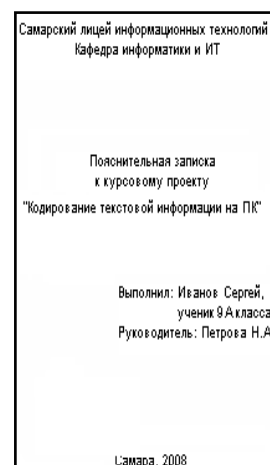 Самарский лицей информационных технологий
Кафедра информатики и ИТ
Пояснительная записка
к курсовому проекту
"Кодирование текстовой информации на ПК"
Выполнил: Иванов Сергей,
ученик 9 А класса
Руководитель: Петрова Н.А
Самара, 2008